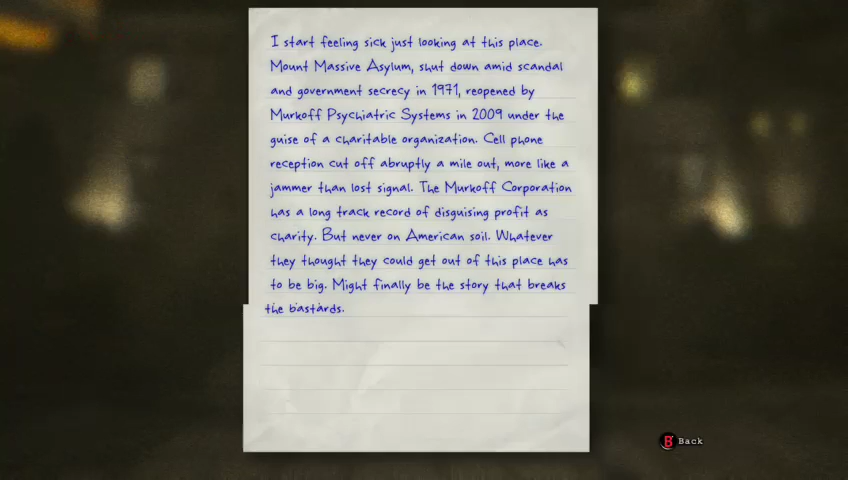 I start feeling sick just looking at this place.
Mount Massive Asylum, shut down amid scandal
and government secrecy in 1971, reopened by
Murkoff Psychiatric Systems in 2009 under the
guise of a charitable organization. Cell phone
reception cut off abruptly a mile out, more like a
jammer than lost signal. The Murkoff Corporation
has a long track record of disguising profit as
charity. But never on American soil. Whatever
they thought they could get out of this place has
to be big. Might finally be the story that breaks
the bastards.
B Back